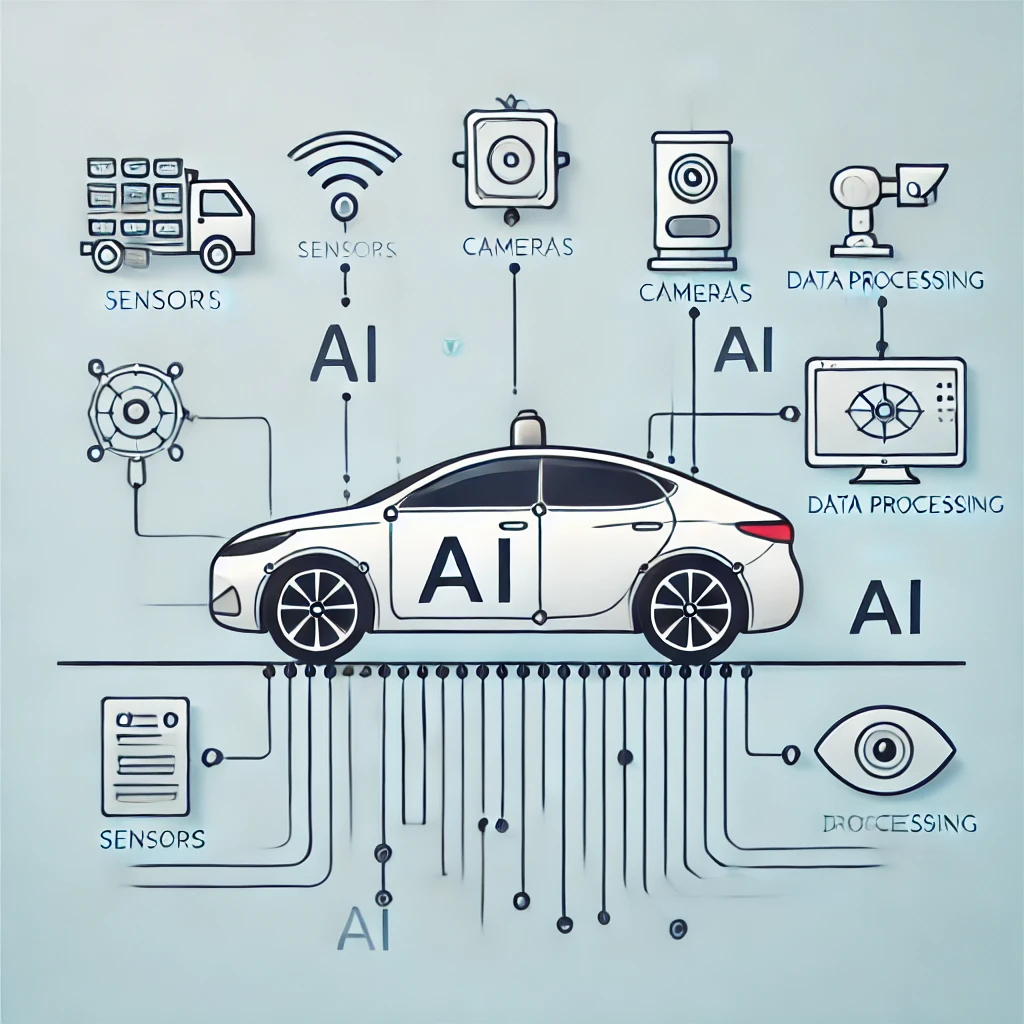 SENSORS
CAMERAS
DATA PROCESSING
CAMERAS
SENSORS
AI
AI
DATA PROCESSING
AI
AI
SENSORS
AI